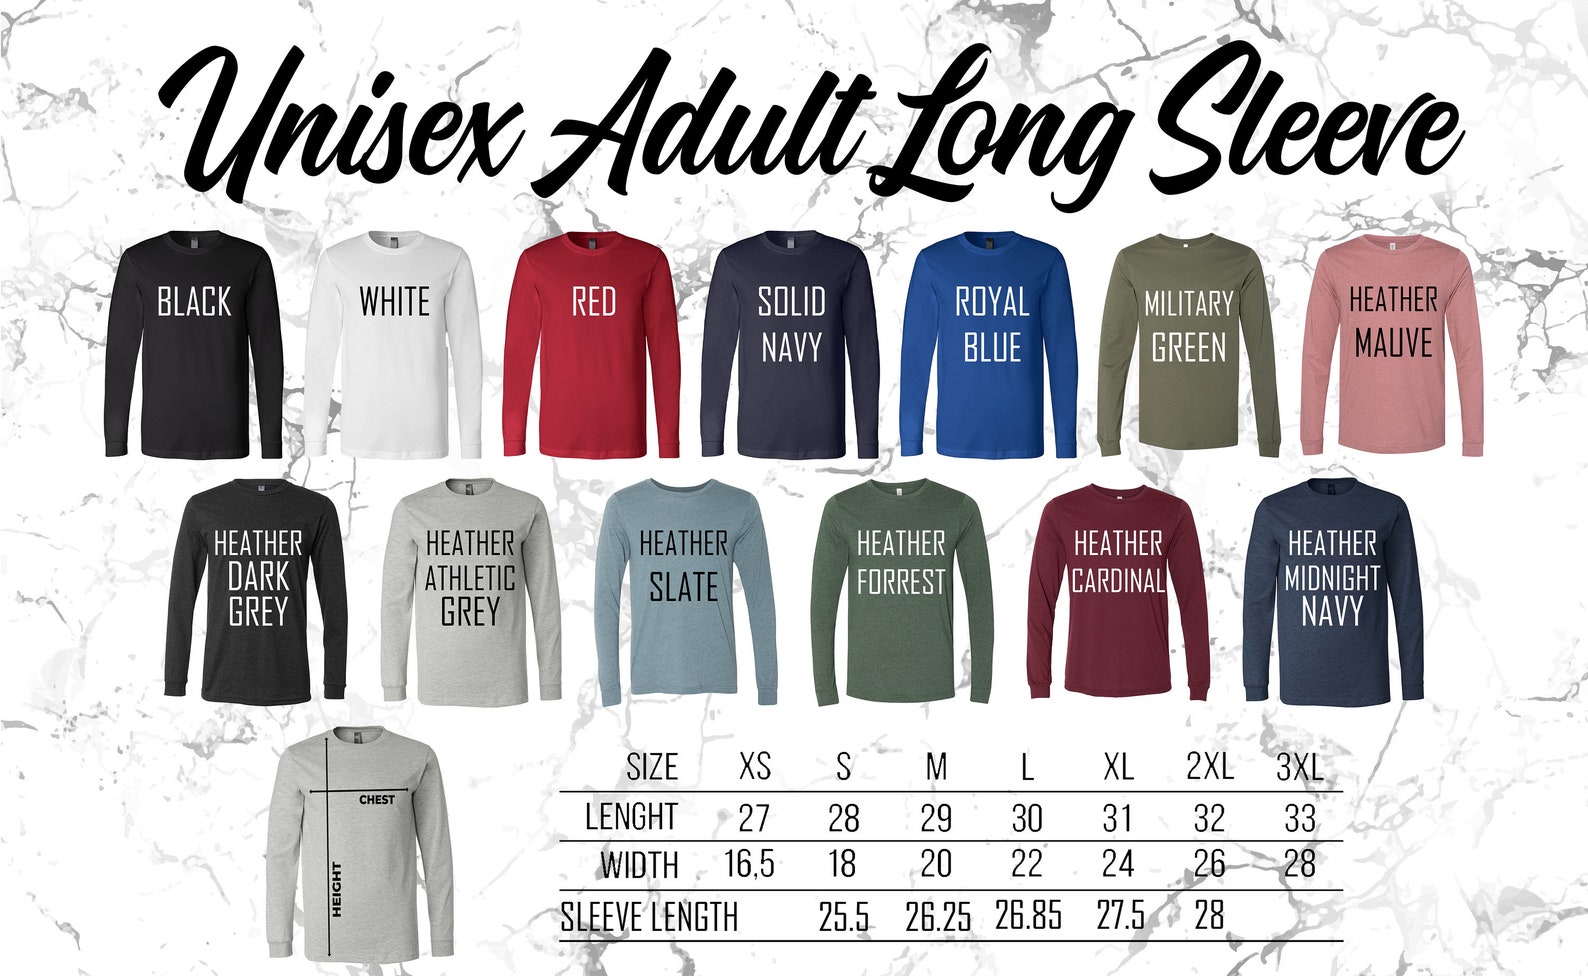 Unisex Adult Long Sleeve
BLACK
WHITE
RED
SOLID
NAVY
ROYAL
BLUE
MILITARY
GREEN
HEATHER
MAUVE
HEATHER
DARK
GREY
HEATHER
ATHLETIC
GREY
HEATHER
SLATE
HEATHER
FORREST
HEATHER
CARDINAL
HEATHER
MIDNIGHT
NAVY
CHEST
HEIGHT
SIZE XS S M L XL 2XL 3XL
LENGHT 27 28 29 30 31 32 33
WIDTH 16,5 18 20 22 24 26 28
SLEEVE LENGTH 25.5 26.25 26.85 27.5 28